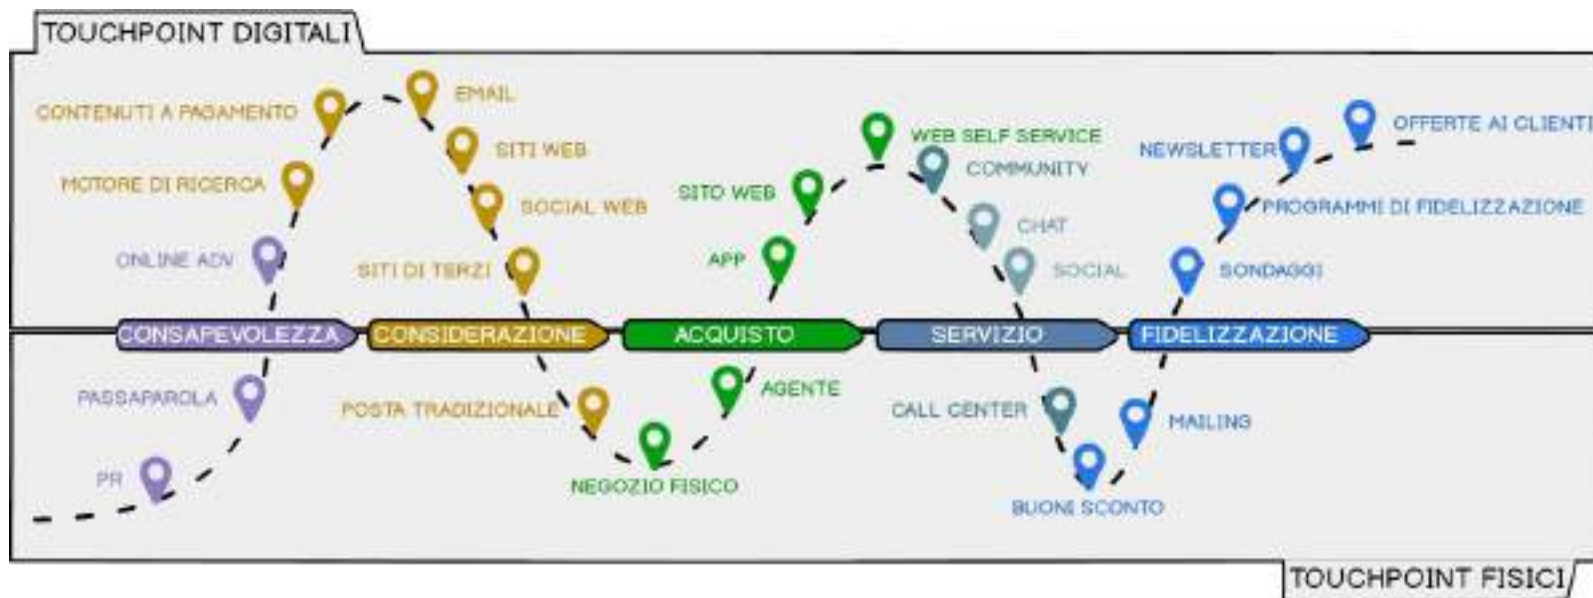 TOUCHPOINT DIGITALI
CONTENUTI A PAGAMENTO
EMAIL
MOTORE DI RICERCA
SITI WEB
SOCIAL WEB
ONLINE ADV
SITI DI TERZI
SITO WEB
APP
WEB SELF SERVICE
COMMUNITY
CHAT
SOCIAL
NEWSLETTER
OFFERTE AI CLIENTI
PROGRAMMI DI FIDELIZZAZIONE
SONDAGGI
CONSAPEVOLEZZA
CONSIDERAZIONE
ACQUISTO
SERVIZIO
FIDELIZZAZIONE
PASSAPAROLA
PR
POSTA TRADIZIONALE
NEGOZIO FISICO
AGENTE
CALL CENTER
BUONI SCONTO
MAILING
TOUCHPOINT FISICI